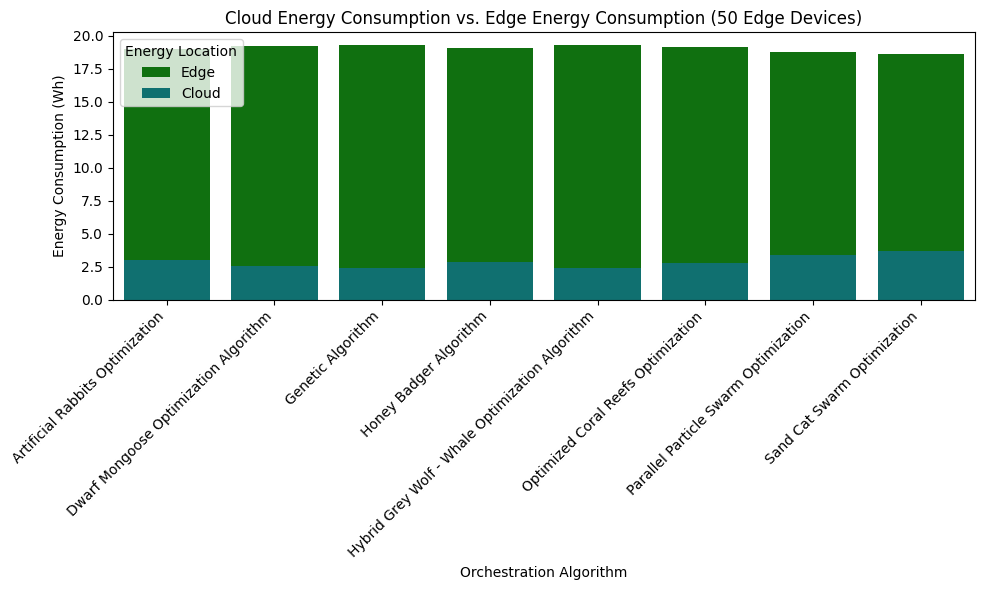 Cloud Energy Consumption vs. Edge Energy Consumption (50 Edge Devices)
Energy Location
Edge
Cloud
Energy Consumption (Wh)
20.0
17.5
15.0
12.5
10.0
7.5
5.0
2.5
0.0
Artificial Rabbits Optimization
Dwarf Mongoose Optimization Algorithm
Genetic Algorithm
Honey Badger Algorithm
Hybrid Grey Wolf - Whale Optimization Algorithm
Optimized Coral Reefs Optimization
Parallel Particle Swarm Optimization
Sand Cat Swarm Optimization
Orchestration Algorithm